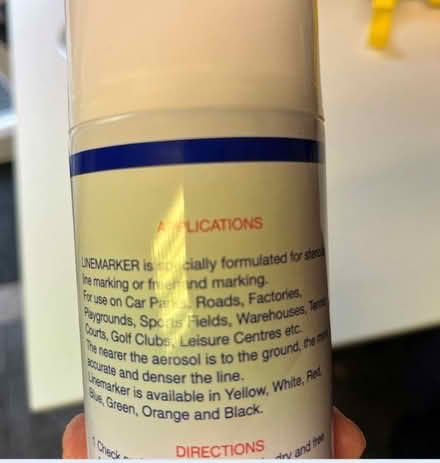 APPLICATIONS
LINEMARKER is specially formulated for stencil
line marking or freehand marking.
For use on Car Parks, Roads, Factories,
Playgrounds, Sports Fields, Warehouses, Tennis
Courts, Golf Clubs, Leisure Centres etc.
The nearer the aerosol is to the ground, the more
accurate and denser the line.
Linemarker is available in Yellow, White, Red,
Blue, Green, Orange and Black.
DIRECTIONS
1 Check dry and free